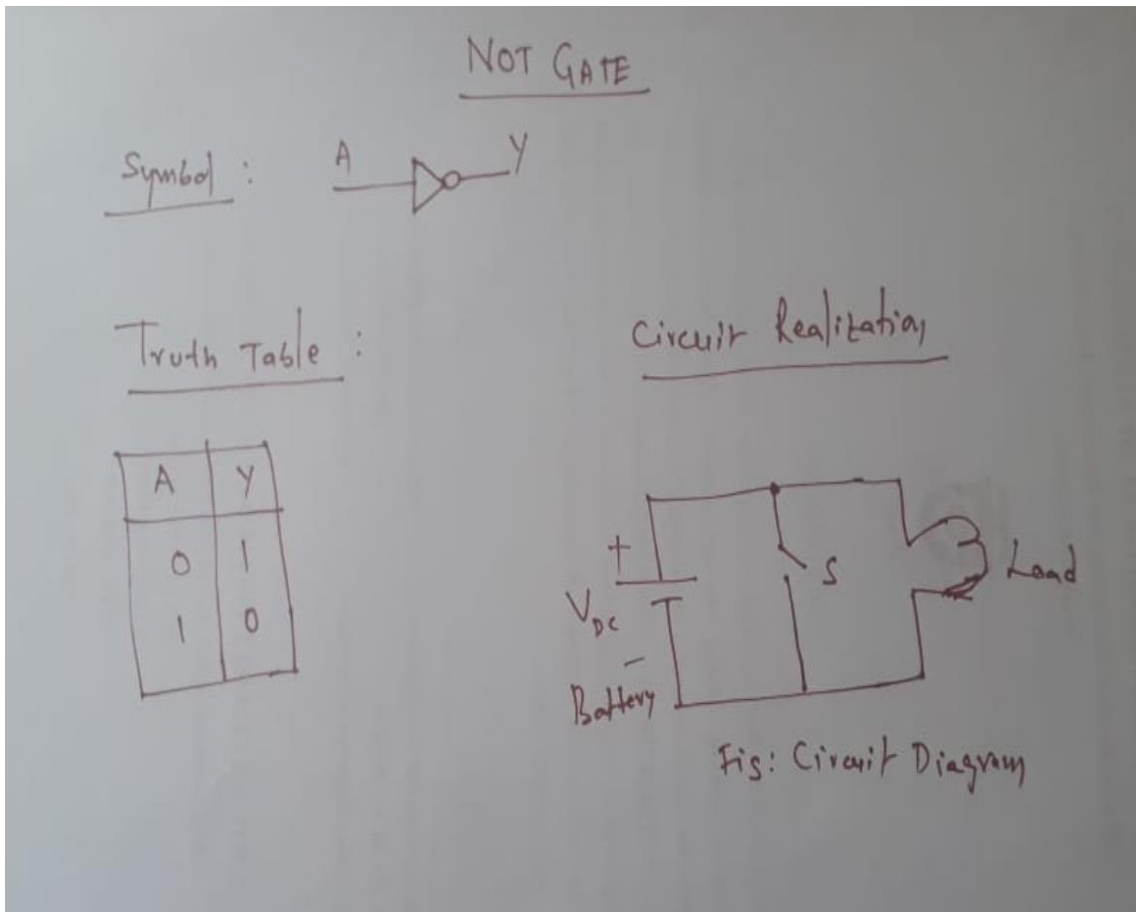 NOT GATE
Symbol :
A
Y
Truth Table :
A Y
0 1
1 0
Circuit Realization
+
VDC
-
Battery
S
Load
Fig: Circuit Diagram